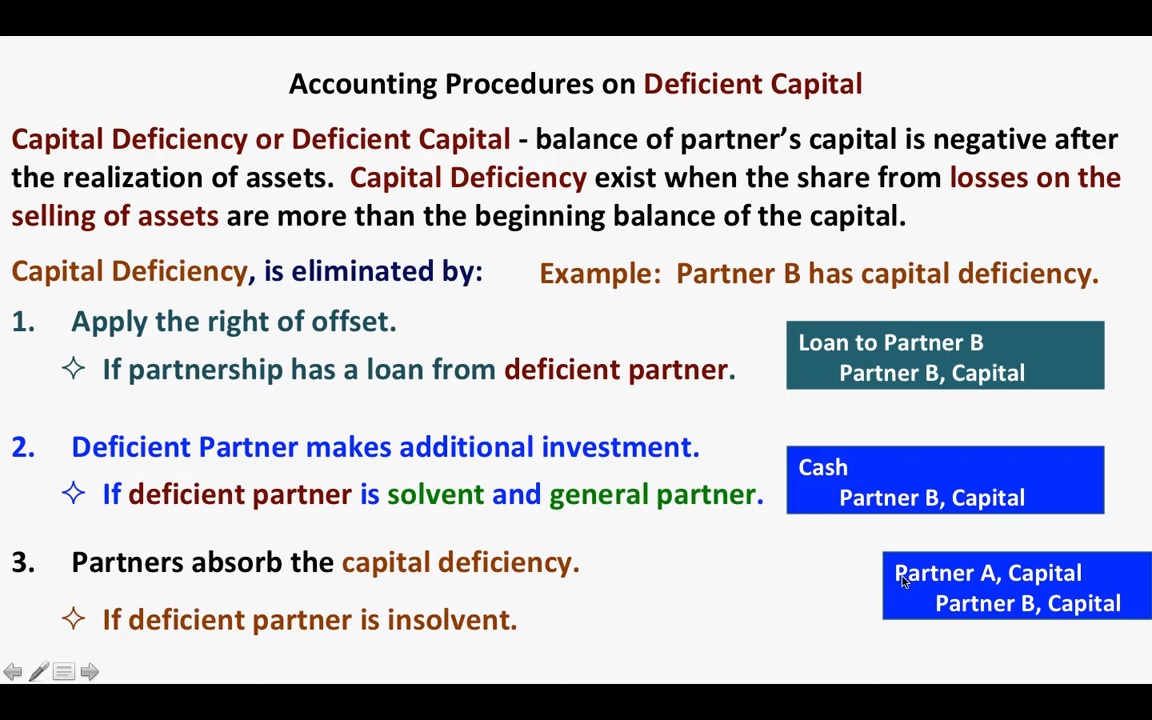 Accounting Procedures on Deficient Capital
Capital Deficiency or Deficient Capital - balance of partner’s capital is negative after
the realization of assets. Capital Deficiency exist when the share from losses on the
selling of assets are more than the beginning balance of the capital.
Capital Deficiency, is eliminated by:
Example: Partner B has capital deficiency.
1. Apply the right of offset.
If partnership has a loan from deficient partner.
Loan to Partner B
Partner B, Capital
2. Deficient Partner makes additional investment.
If deficient partner is solvent and general partner.
Cash
Partner B, Capital
3. Partners absorb the capital deficiency.
If deficient partner is insolvent.
Partner A, Capital
Partner B, Capital